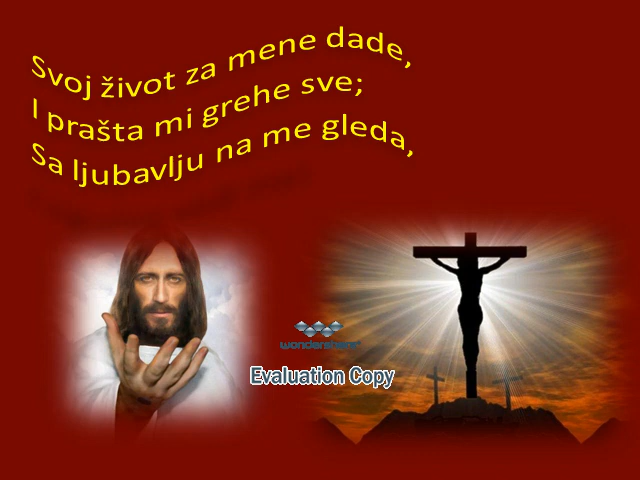 Svoj život za mene dade,
I prašta mi grehe sve;
Sa ljubavlju na me gleda,
wondershare
Evaluation Copy